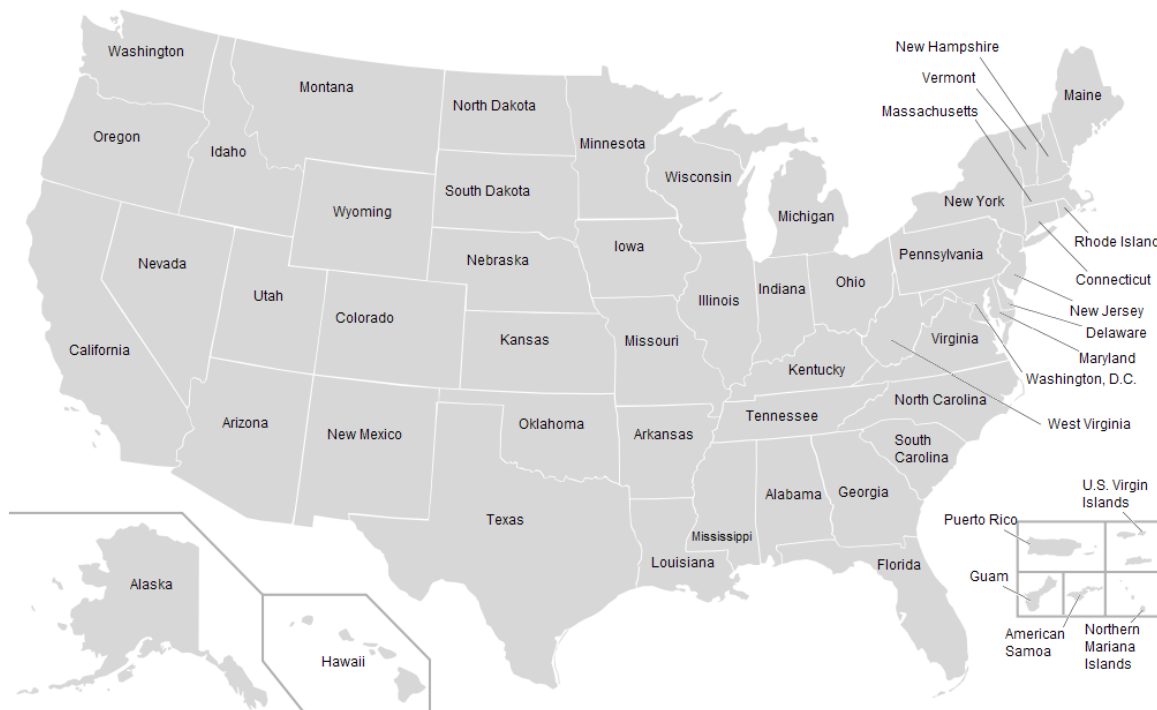 Washington
Montana
North Dakota
Minnesota
New Hampshire
Vermont
Massachusetts
Maine
Oregon
Idaho
Wyoming
South Dakota
Wisconsin
Michigan
New York
Rhode Island
Connecticut
Nevada
Utah
Colorado
Nebraska
Iowa
Illinois
Indiana
Ohio
Pennsylvania
New Jersey
Delaware
Maryland
Washington, D.C.
California
Kansas
Missouri
Kentucky
Virginia
West Virginia
Arizona
New Mexico
Oklahoma
Arkansas
Tennessee
North Carolina
South
Carolina
Texas
Louisiana
Mississippi
Alabama
Georgia
Florida
Alaska
Hawaii
U.S. Virgin
Islands
Puerto Rico
Guam
American
Samoa
Northern
Mariana
Islands